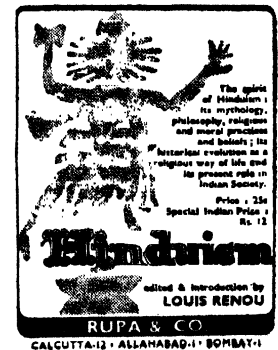 The spirit
of Hinduism :
its mythology,
philosophy, religious
and moral practices
and beliefs ; its
historical evolution as a
religious way of life and
its present role in
Indian Society.
Price : 25s
Special Indian Price :
Rs. 12
Hinduism
edited & introduction by
LOUIS RENOU
RUPA & CO
CALCUTTA-12 • ALLAHABAD-1 • BOMBAY-1